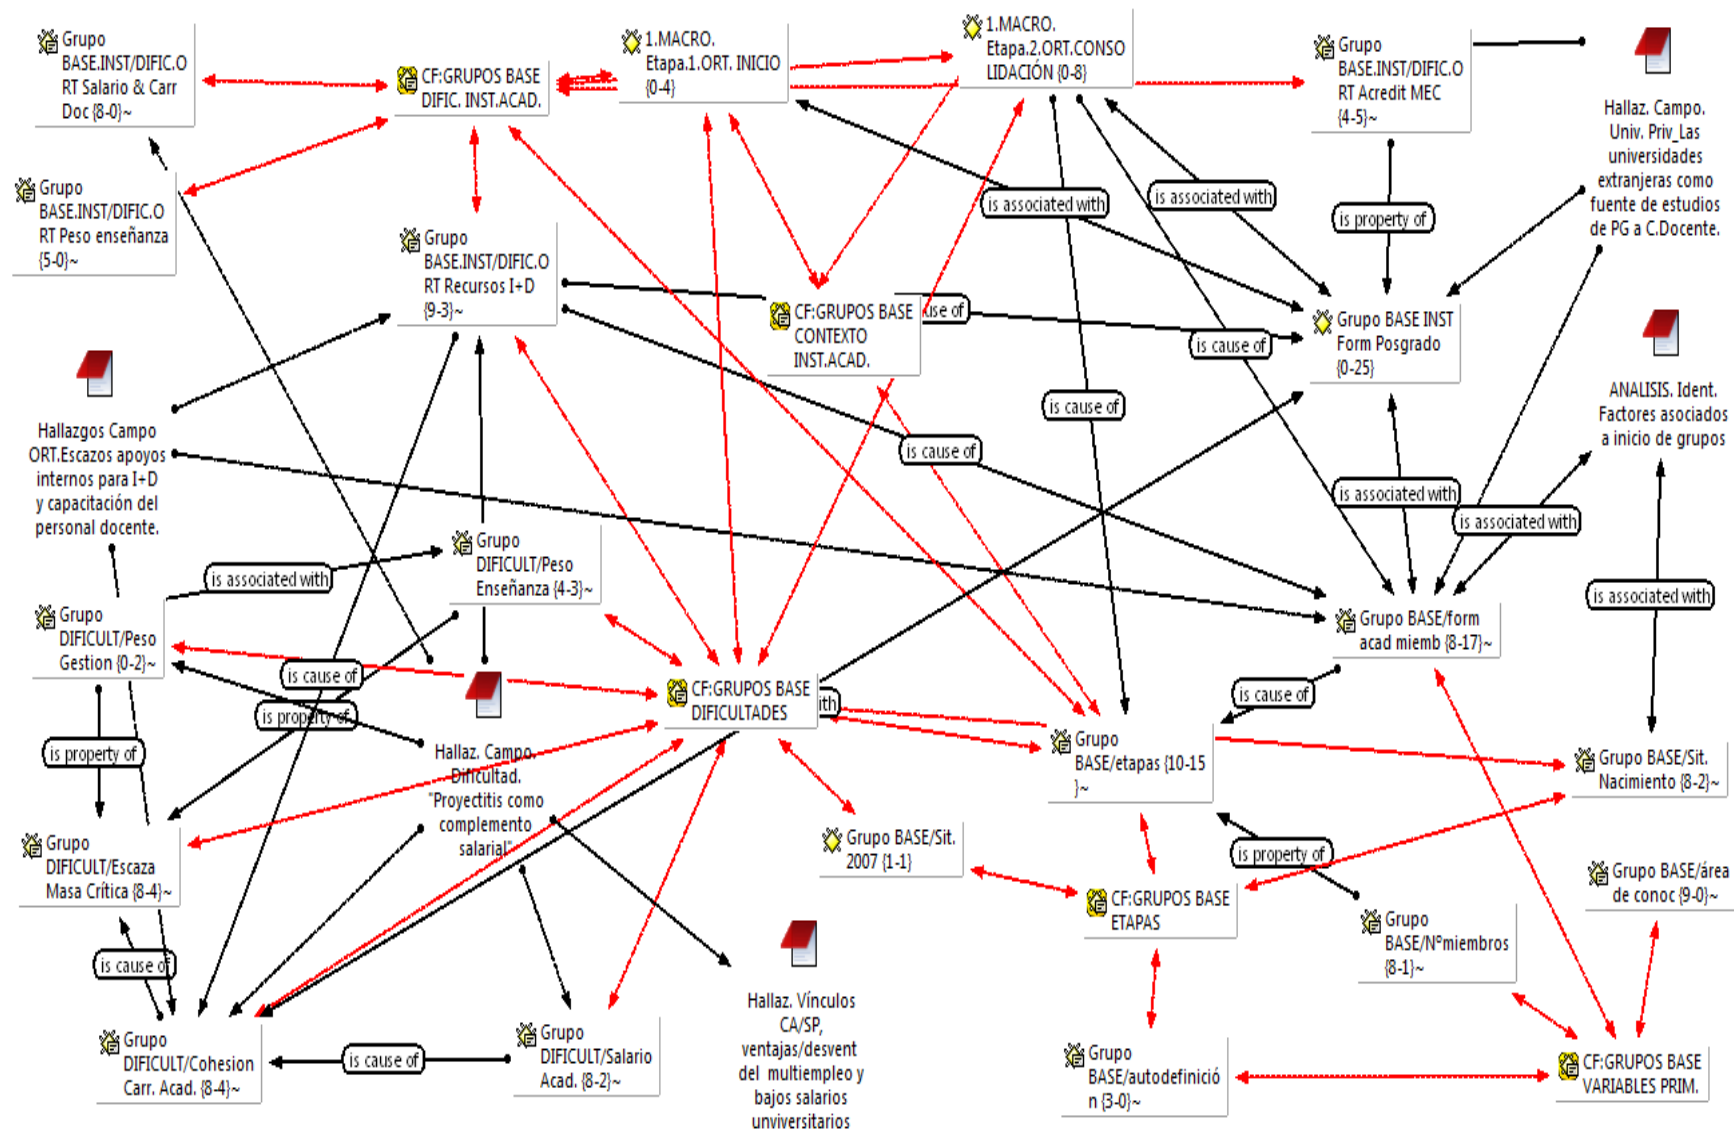 Grupo
BASE.INST/DIFIC.O
RT Salario & Carr
Doc {8-0}~
CF:GRUPOS BASE
DIFIC. INST.ACAD.
1.MACRO.
Etapa.1.ORT. INICIO
{0-4}
1.MACRO.
Etapa.2.ORT.CONSO
LIDACIÓN {0-8}
Grupo
BASE.INST/DIFIC.O
RT Acredit MEC
{4-5}~
Hallaz. Campo.
Univ. Priv_Las
universidades
extranjeras como
fuente de estudios
de PG a C.Docente.
Grupo
BASE.INST/DIFIC.O
RT Peso enseñanza
{5-0}~
is associated with
is associated with
is property of
Grupo
BASE.INST/DIFIC.O
RT Recursos I+D
{9-3}~
CF:GRUPOS BASE
CONTEXTO
INST.ACAD.
use of
is cause of
Grupo BASE INST
Form Posgrado
{0-25}
ANALISIS. Ident.
Factores asociados
a inicio de grupos
Hallazgos Campo
ORT.Escazos apoyos
internos para I+D
y capacitación del
personal docente.
is cause of
is cause of
is associated with
is associated with
is associated with
Grupo
DIFICULT/Peso
Enseñanza {4-3}~
is associated with
Grupo
DIFICULT/Peso
Gestion {0-2}~
Grupo BASE/form
acad miemb {8-17}~
is cause of
is property of
is property of
CF:GRUPOS BASE
DIFICULTADES
ith
is cause of
Grupo
BASE/etapas {10-15
}~
Grupo BASE/Sit.
Nacimiento {8-2}~
Hallaz. Campo.
Dificultad.
"Proyectitis como
complemento
salarial"
Grupo
DIFICULT/Escaza
Masa Crítica {8-4}~
Grupo BASE/Sit.
2007 {1-1}
is property of
Grupo BASE/área
de conoc {9-0}~
CF:GRUPOS BASE
ETAPAS
Grupo
BASE/Nºmiembros
{8-1}~
is cause of
Hallaz. Vínculos
CA/SP,
ventajas/desvent
del multiempleo y
bajos salarios
unviversitarios
Grupo
DIFICULT/Cohesion
Carr. Acad. {8-4}~
is cause of
Grupo
DIFICULT/Salario
Acad. {8-2}~
Grupo
BASE/autodefinició
n {3-0}~
CF:GRUPOS BASE
VARIABLES PRIM.